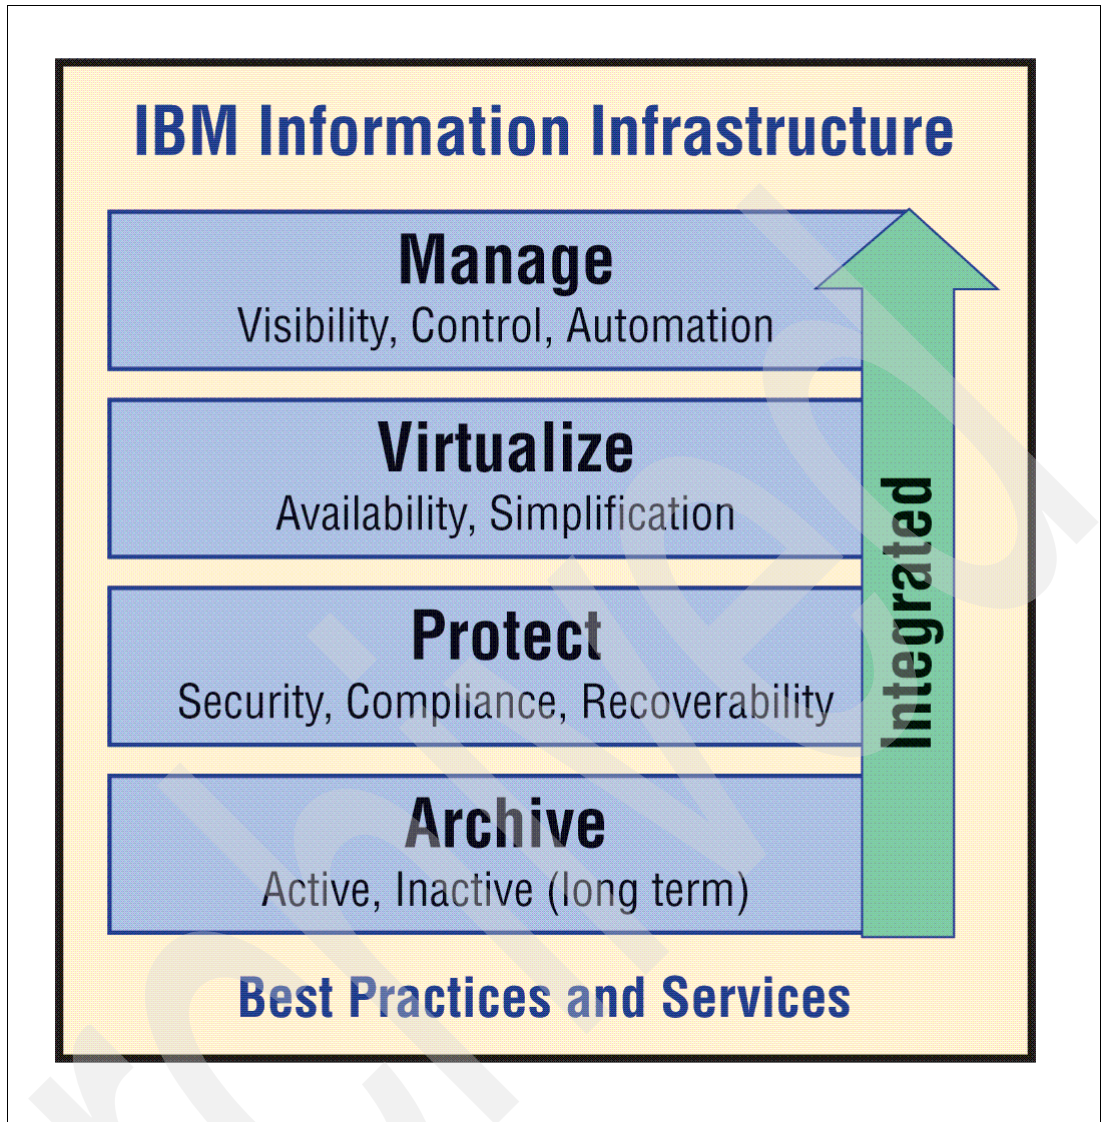 IBM Information Infrastructure
Manage
Visibility, Control, Automation
Virtualize
Availability, Simplification
Protect
Security, Compliance, Recoverability
Archive
Active, Inactive (long term)
Integrated
Best Practices and Services